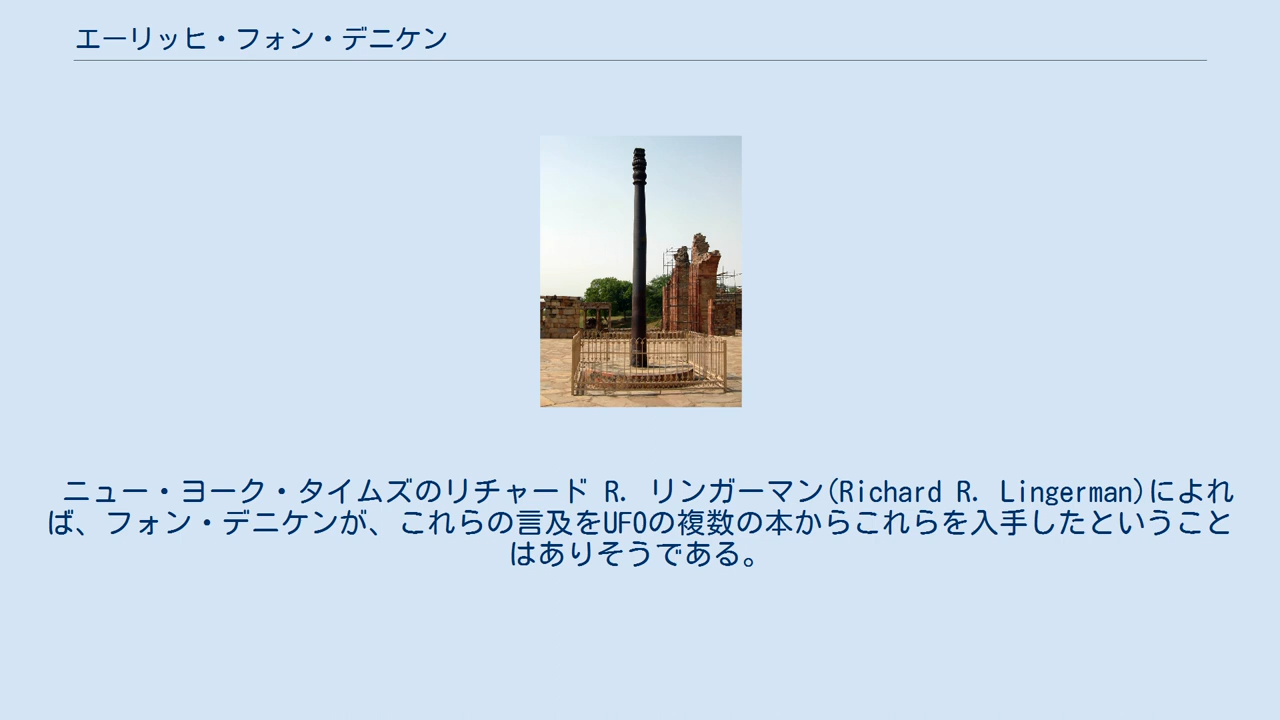 エーリッヒ・フォン・デニケン
ニュー・ヨーク・タイムズのリチャード R. リンガーマン(Richard R. Lingerman)によれ
ば、フォン・デニケンが、これらの言及をUFOの複数の本からこれらを入手したということ
はありそうである。